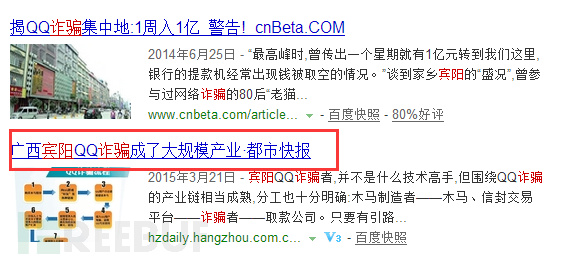 揭QQ诈骗集中地:1周入1亿 警告! cnBeta.COM
2014年6月25日 - “最高峰时,曾传出一个星期就有1亿元转到我们这里,
银行的提款机经常出现钱被取空的情况。”谈到家乡宾阳的“盛况”,曾参
与过网络诈骗的80后“老猫...
www.cnbeta.com/article... - 百度快照 - 80%好评
广西宾阳QQ诈骗成了大规模产业·都市快报
2015年3月21日 - 宾阳QQ诈骗者,并不是什么技术高手,但围绕QQ诈骗
的产业链相当成熟,分工也十分明确:木马制造者——木马、信封交易
平台——诈骗者——取款公司。只要有引路...
hzdaily.hangzhou.com.c... - V3 - 百度快照
REEBUF